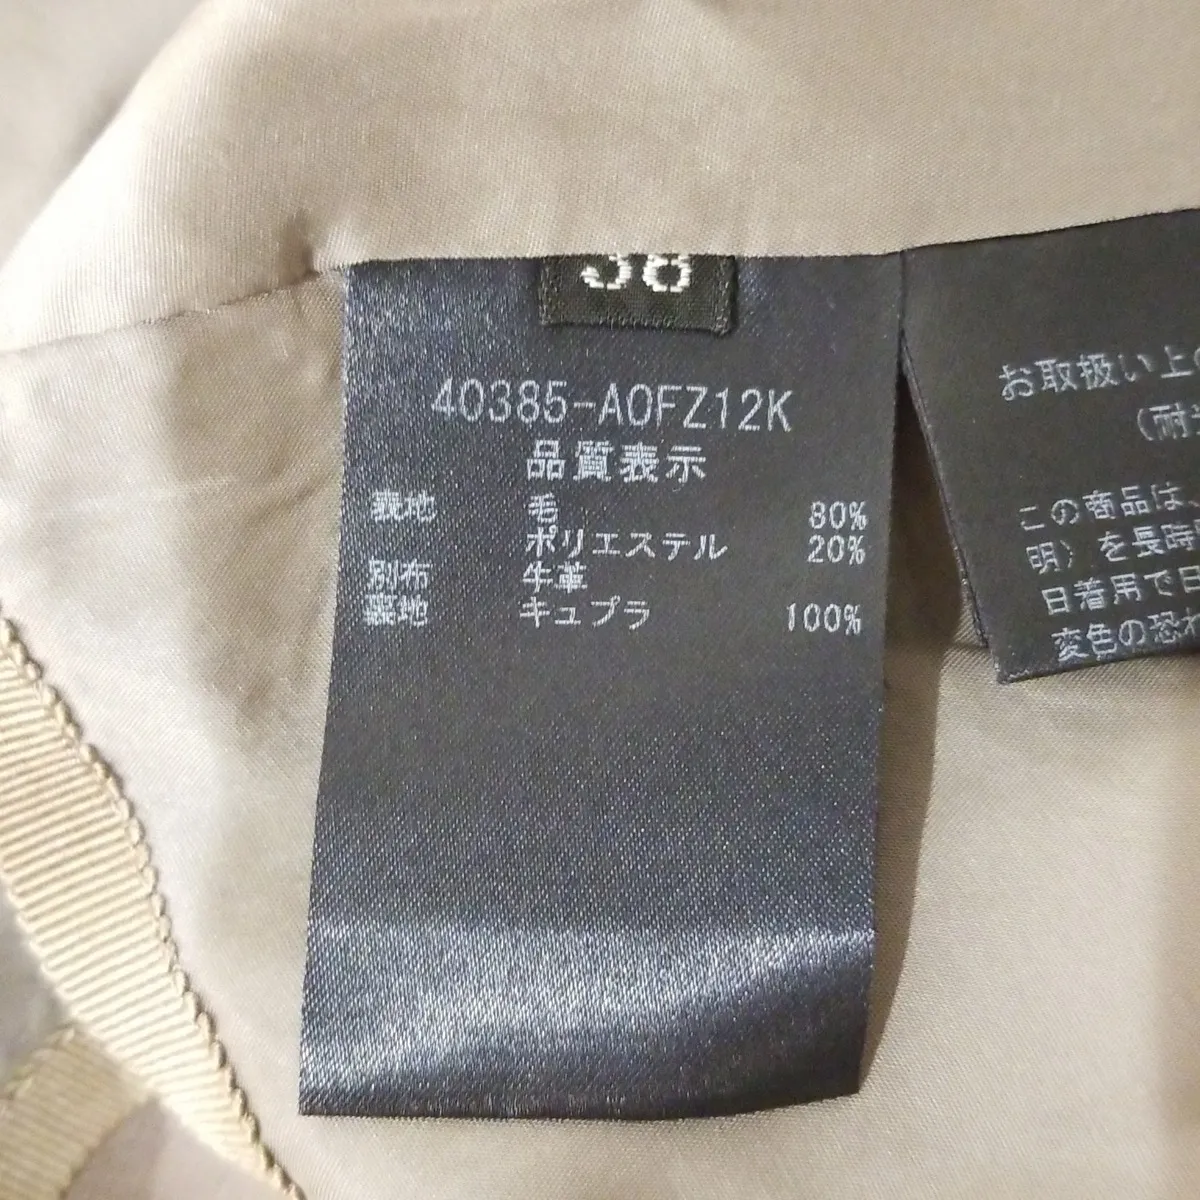 38
40385-A0FZ12K
品質表示
表地 毛 80%
ポリエステル 20%
別布 牛革
裏地 キュプラ 100%
お取扱い上の
(耐
この商品は、
明)を長時
日着用で日
変色の恐れ